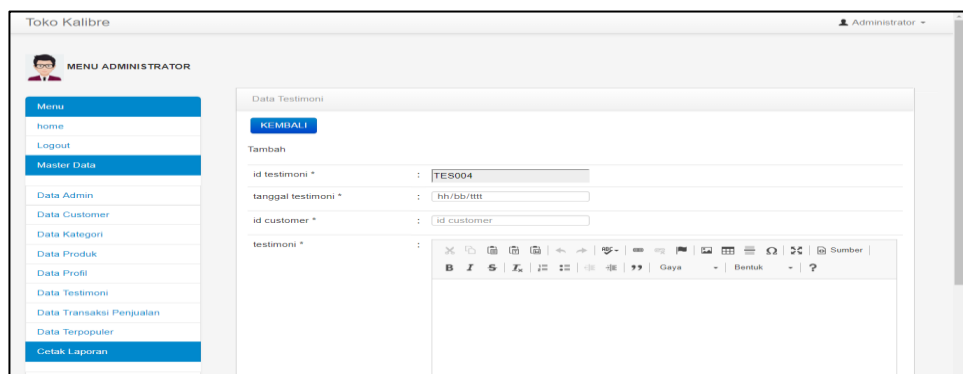 Toko Kalibre
Administrator
MENU ADMINISTRATOR
Menu
home
Logout
Master Data
Data Admin
Data Customer
Data Kategori
Data Produk
Data Profil
Data Testimoni
Data Transaksi Penjualan
Data Terpopuler
Cetak Laporan
Data Testimoni
KEMBALI
Tambah
id testimoni * : TES004
tanggal testimoni * : hh/bb/tttt
id customer * : id customer
testimoni * :
Sumber
B I S Ix Gaya Bentuk ?